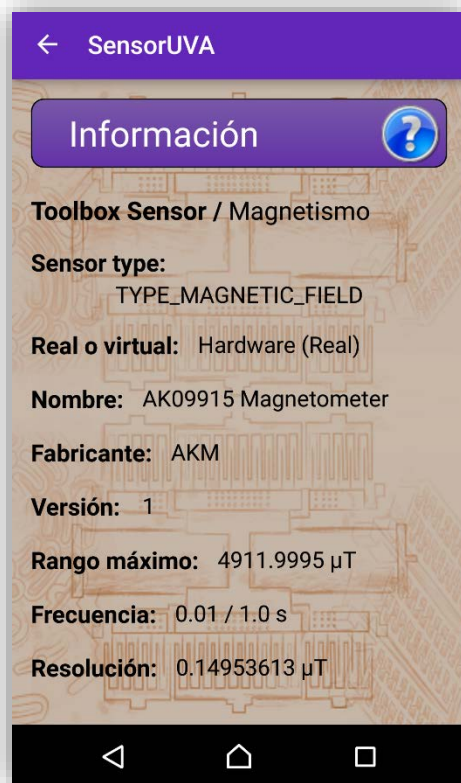 SensorUVA
Información
Toolbox Sensor / Magnetismo
Sensor type:
TYPE_MAGNETIC_FIELD
Real o virtual: Hardware (Real)
Nombre: AK09915 Magnetometer
Fabricante: AKM
Versión: 1
Rango máximo: 4911.9995 µT
Frecuencia: 0.01 / 1.0 s
Resolución: 0.14953613 µT